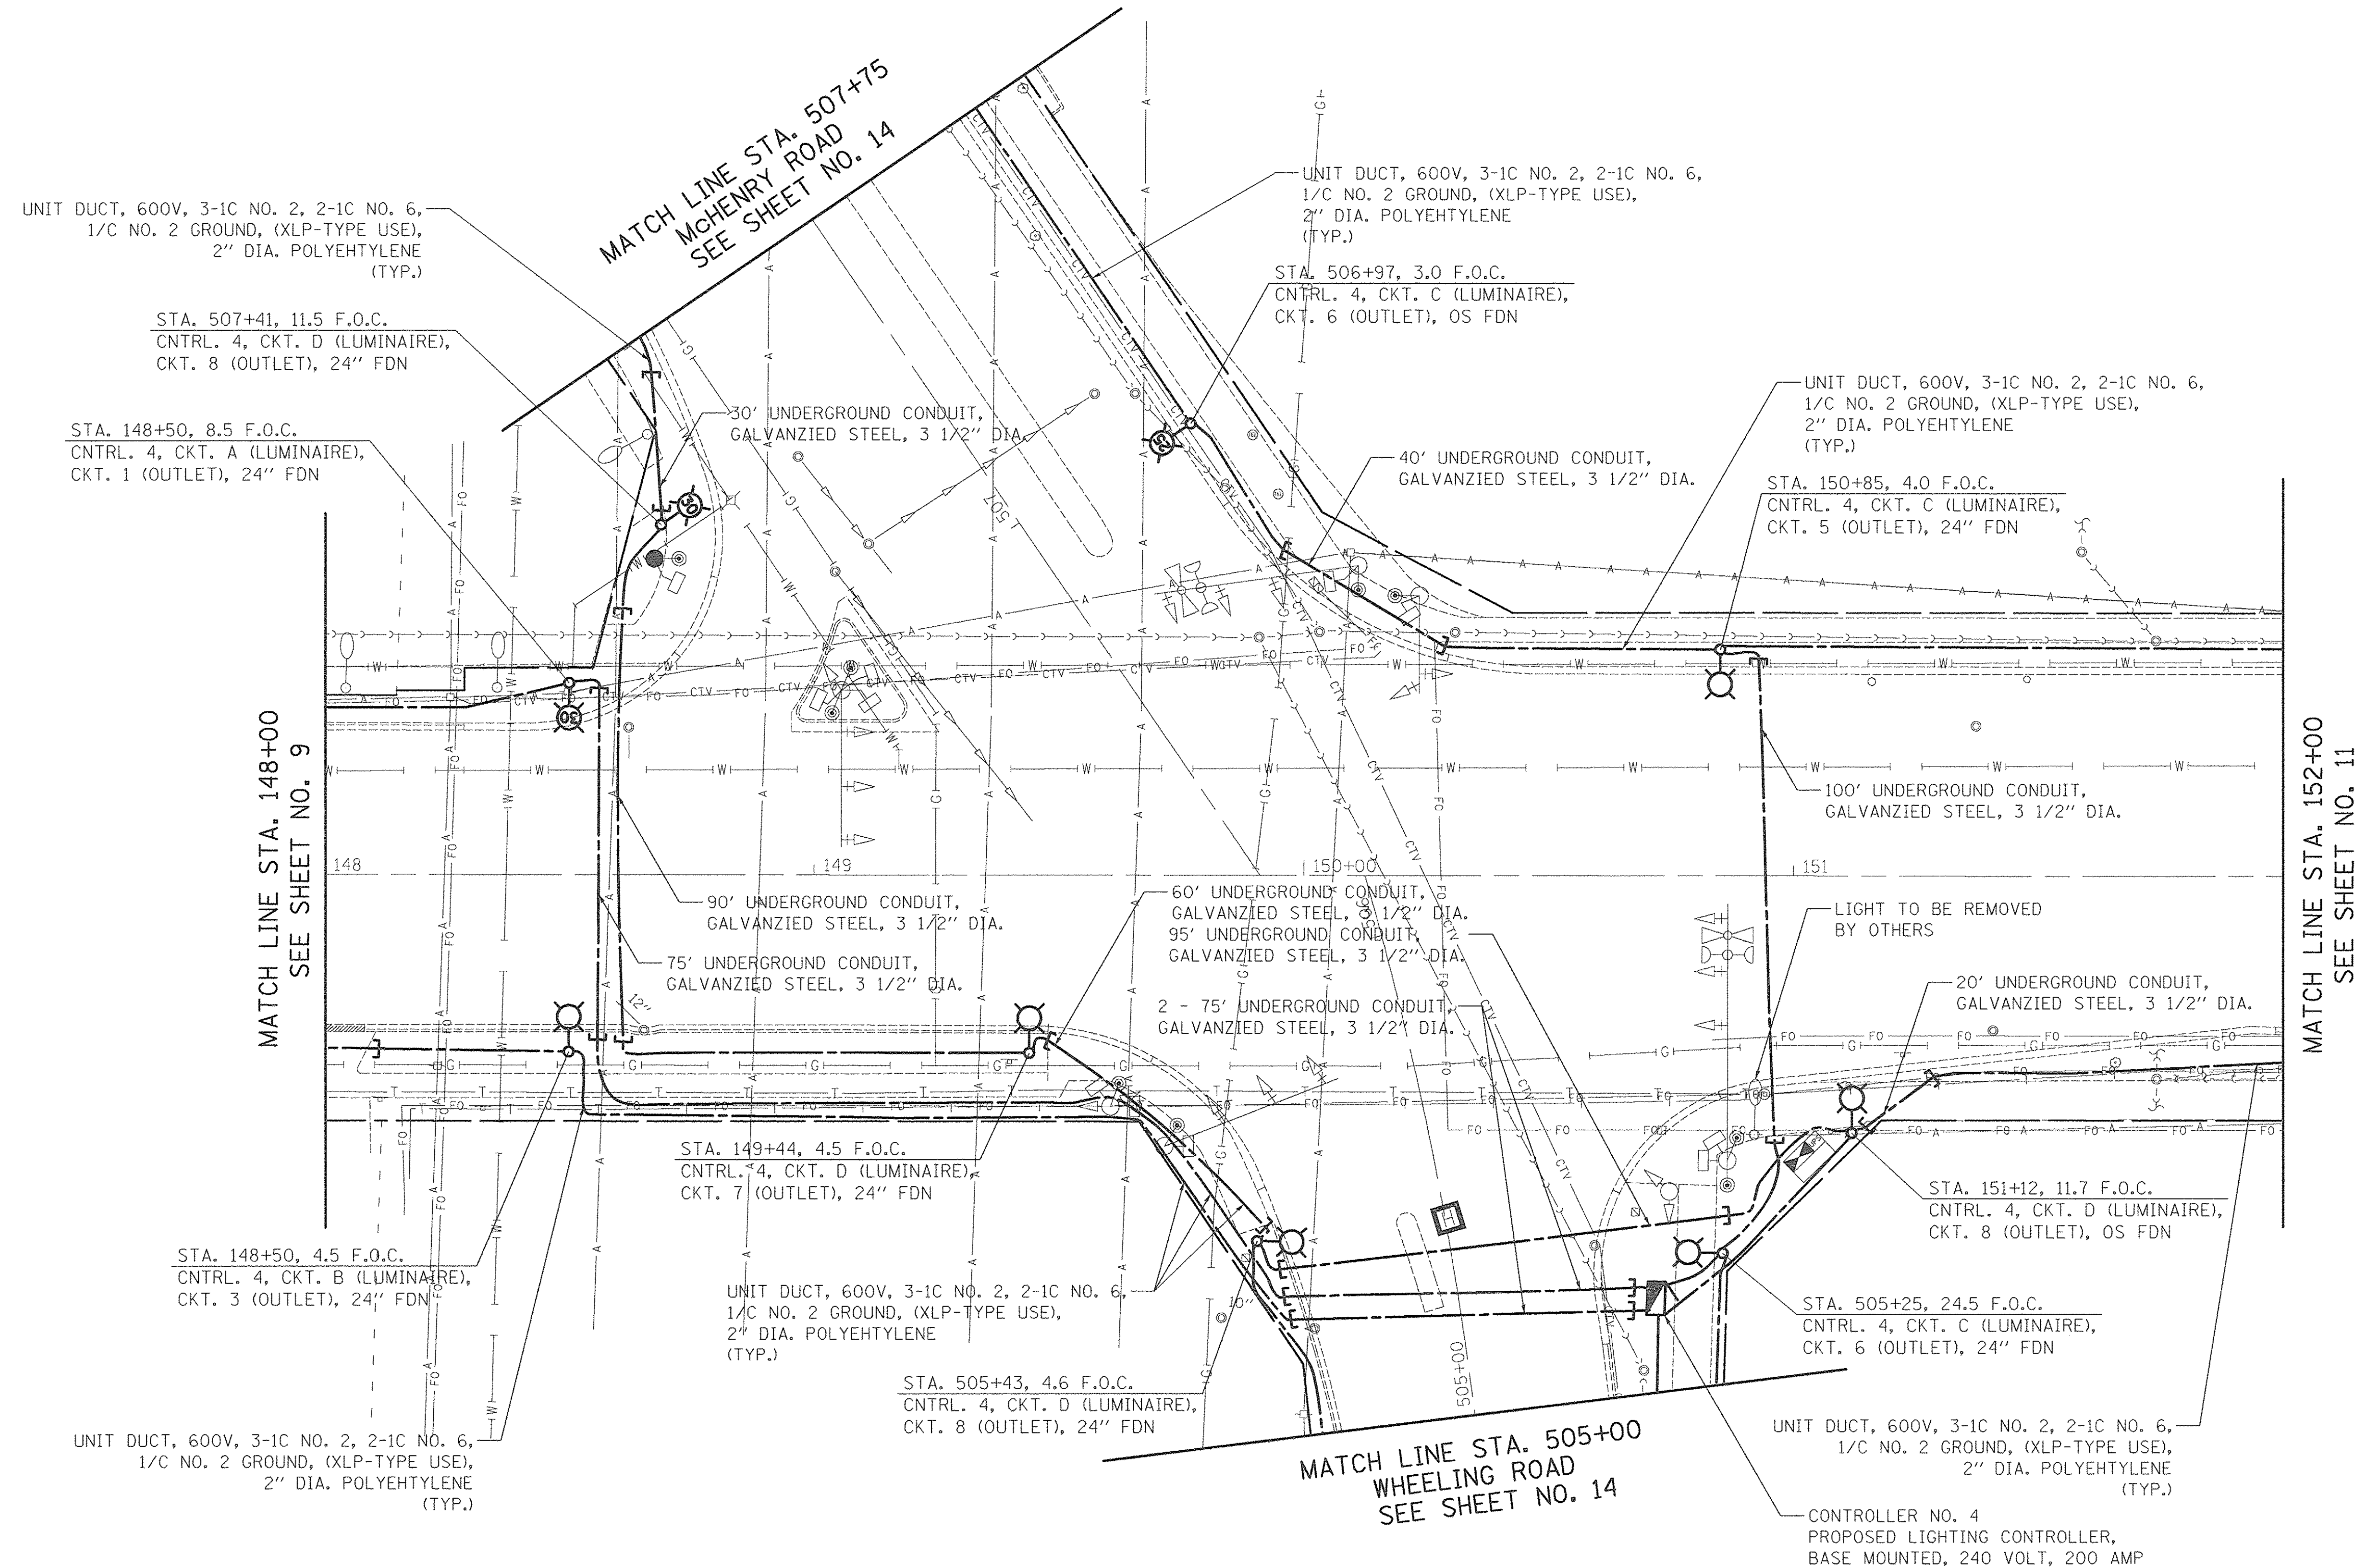 MATCH LINE STA. 507+75
McHENRY ROAD
SEE SHEET NO. 14
UNIT DUCT, 600V, 3-1C NO. 2, 2-1C NO. 6,
1/C NO. 2 GROUND, (XLP-TYPE USE),
2" DIA. POLYEHTYLENE
(TYP.)
UNIT DUCT, 600V, 3-1C NO. 2, 2-1C NO. 6,
1/C NO. 2 GROUND, (XLP-TYPE USE),
2" DIA. POLYEHTYLENE
(TYP.)
STA. 506+97, 3.0 F.O.C.
CNTRL. 4, CKT. C (LUMINAIRE),
CKT. 6 (OUTLET), OS FDN
STA. 507+41, 11.5 F.O.C.
CNTRL. 4, CKT. D (LUMINAIRE),
CKT. 8 (OUTLET), 24" FDN
STA. 148+50, 8.5 F.O.C.
CNTRL. 4, CKT. A (LUMINAIRE),
CKT. 1 (OUTLET), 24" FDN
30' UNDERGROUND CONDUIT,
GALVANZIED STEEL, 3 1/2" DIA.
UNIT DUCT, 600V, 3-1C NO. 2, 2-1C NO. 6,
1/C NO. 2 GROUND, (XLP-TYPE USE),
2" DIA. POLYEHTYLENE
(TYP.)
40' UNDERGROUND CONDUIT,
GALVANZIED STEEL, 3 1/2" DIA.
STA. 150+85, 4.0 F.O.C.
CNTRL. 4, CKT. C (LUMINAIRE),
CKT. 5 (OUTLET), 24" FDN
25
30
507
30
MATCH LINE STA. 148+00
SEE SHEET NO. 9
MATCH LINE STA. 152+00
SEE SHEET NO. 11
100' UNDERGROUND CONDUIT,
GALVANZIED STEEL, 3 1/2" DIA.
148
149
150+00
151
90' UNDERGROUND CONDUIT,
GALVANZIED STEEL, 3 1/2" DIA.
60' UNDERGROUND CONDUIT,
GALVANZIED STEEL, 3 1/2" DIA.
95' UNDERGROUND CONDUIT,
GALVANZIED STEEL, 3 1/2" DIA.
LIGHT TO BE REMOVED
BY OTHERS
75' UNDERGROUND CONDUIT,
GALVANZIED STEEL, 3 1/2" DIA.
12"
2 - 75' UNDERGROUND CONDUIT,
GALVANZIED STEEL, 3 1/2" DIA.
20' UNDERGROUND CONDUIT,
GALVANZIED STEEL, 3 1/2" DIA.
STA. 149+44, 4.5 F.O.C.
CNTRL. 4, CKT. D (LUMINAIRE),
CKT. 7 (OUTLET), 24" FDN
STA. 151+12, 11.7 F.O.C.
CNTRL. 4, CKT. D (LUMINAIRE),
CKT. 8 (OUTLET), OS FDN
H
STA. 148+50, 4.5 F.O.C.
CNTRL. 4, CKT. B (LUMINAIRE),
CKT. 3 (OUTLET), 24" FDN
UNIT DUCT, 600V, 3-1C NO. 2, 2-1C NO. 6,
1/C NO. 2 GROUND, (XLP-TYPE USE),
2" DIA. POLYEHTYLENE
(TYP.)
10"
STA. 505+25, 24.5 F.O.C.
CNTRL. 4, CKT. C (LUMINAIRE),
CKT. 6 (OUTLET), 24" FDN
505+00
STA. 505+43, 4.6 F.O.C.
CNTRL. 4, CKT. D (LUMINAIRE),
CKT. 8 (OUTLET), 24" FDN
UNIT DUCT, 600V, 3-1C NO. 2, 2-1C NO. 6,
1/C NO. 2 GROUND, (XLP-TYPE USE),
2" DIA. POLYEHTYLENE
(TYP.)
MATCH LINE STA. 505+00
WHEELING ROAD
SEE SHEET NO. 14
UNIT DUCT, 600V, 3-1C NO. 2, 2-1C NO. 6,
1/C NO. 2 GROUND, (XLP-TYPE USE),
2" DIA. POLYEHTYLENE
(TYP.)
CONTROLLER NO. 4
PROPOSED LIGHTING CONTROLLER,
BASE MOUNTED, 240 VOLT, 200 AMP